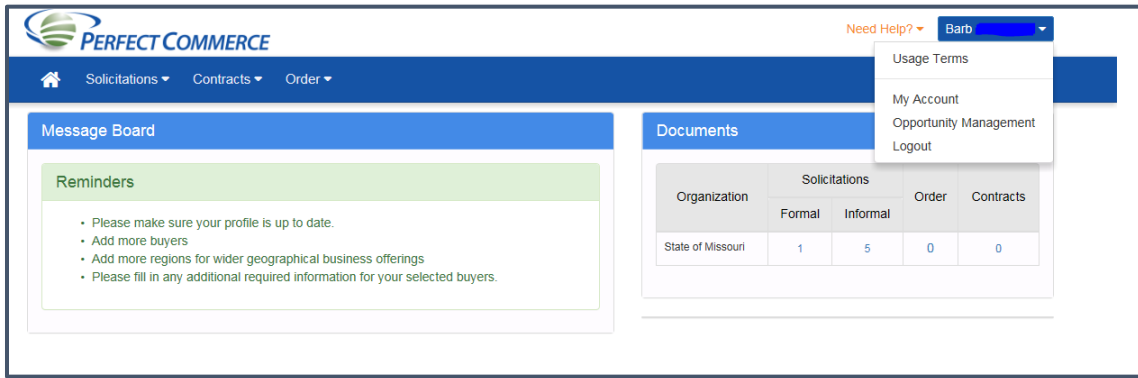 PERFECT COMMERCE
Need Help?
Barb
Usage Terms
My Account
Opportunity Management
Logout
Solicitations Contracts Order
Message Board
Reminders
• Please make sure your profile is up to date.
• Add more buyers
• Add more regions for wider geographical business offerings
• Please fill in any additional required information for your selected buyers.
Documents
Organization Solicitations Order Contracts
Formal Informal
State of Missouri 1 5 0 0